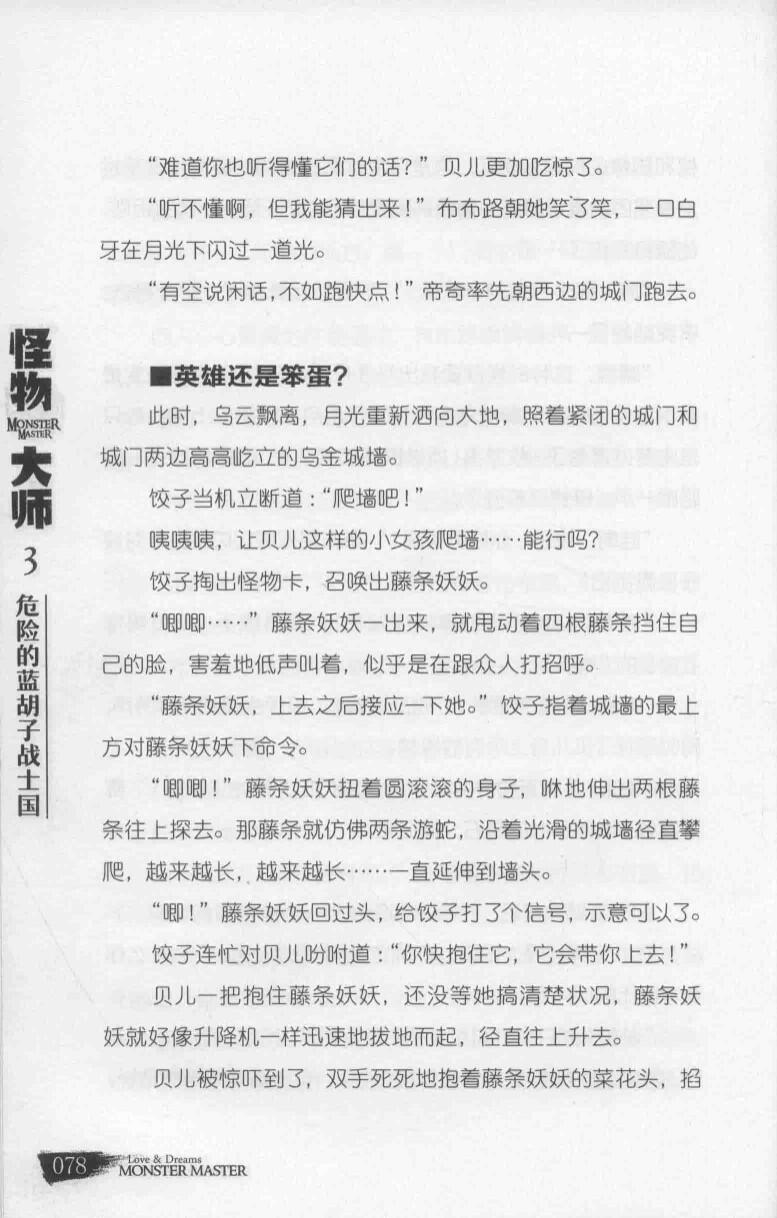 “难道你也听得懂它们的话？”贝儿更加吃惊了。
“听不懂啊，但我能猜出来！”布布路朝她笑了笑，一口白
牙在月光下闪过一道光。
“有空说闲话，不如跑快点！”帝奇率先朝西边的城门跑去。
英雄还是笨蛋？
此时，乌云飘离，月光重新洒向大地，照着紧闭的城门和
城门两边高高屹立的乌金城墙。
饺子当机立断道：“爬墙吧！”
咦咦咦，让贝儿这样的小女孩爬墙……能行吗？
饺子掏出怪物卡，召唤出藤条妖妖。
“唧唧……”藤条妖妖一出来，就甩动着四根藤条挡住自
己的脸，害羞地低声叫着，似乎是在跟众人打招呼。
“藤条妖妖，上去之后接应一下她。”饺子指着城墙的最上
方对藤条妖妖下命令。
“唧唧！”藤条妖妖扭着圆滚滚的身子，咻地伸出两根藤
条往上探去。那藤条就仿佛两条游蛇，沿着光滑的城墙径直攀
爬，越来越长，越来越长……一直延伸到墙头。
“唧！”藤条妖妖回过头，给饺子打了个信号，示意可以了。
饺子连忙对贝儿吩咐道：“你快抱住它，它会带你上去！”
贝儿一把抱住藤条妖妖，还没等她搞清楚状况，藤条妖
妖就好像升降机一样迅速地拔地而起，径直往上升去。
贝儿被惊吓到了，双手死死地抱着藤条妖妖的菜花头，掐
怪物
MONSTER
MASTER
大师
3
危险的蓝胡子战士国
078
Love & Dreams
MONSTER MASTER